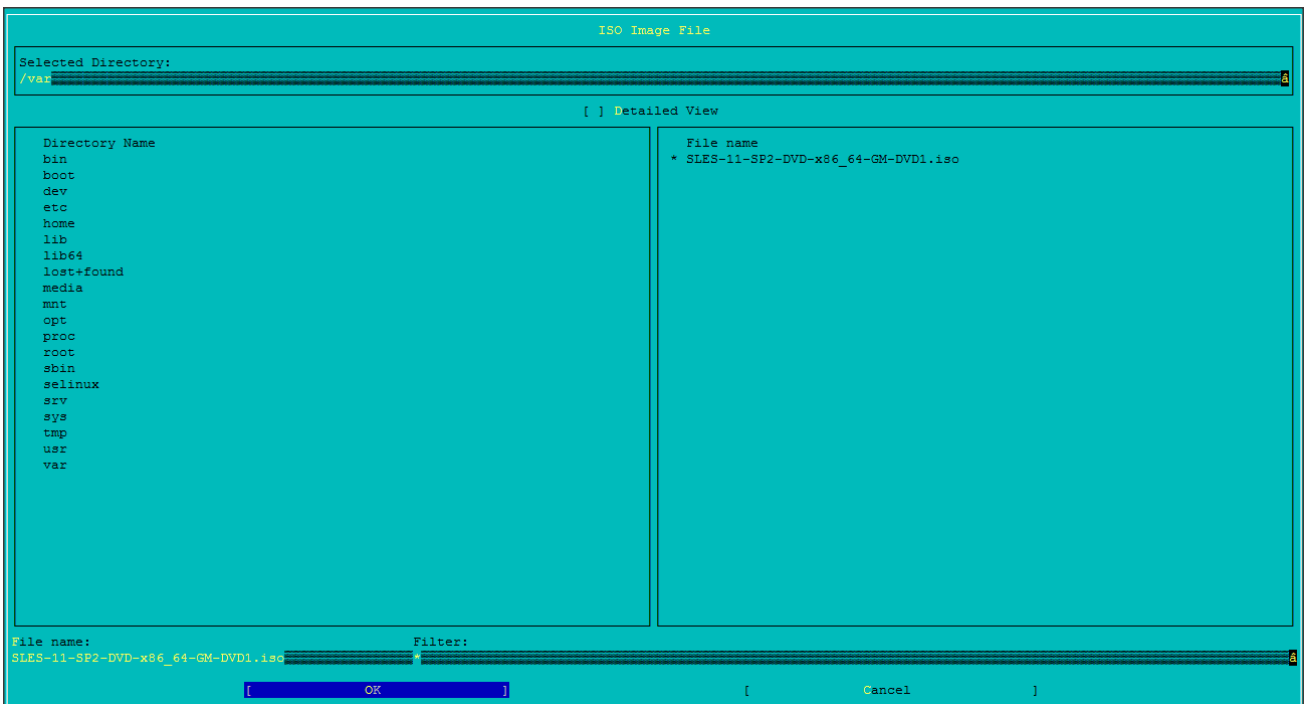 ISO Image File
Selected Directory:
/var â
[ ] Detailed View
Directory Name
bin
boot
dev
etc
home
lib
lib64
lost+found
media
mnt
opt
proc
root
sbin
selinux
srv
sys
tmp
usr
var
File name
* SLES-11-SP2-DVD-x86_64-GM-DVD1.iso
File name: Filter:
SLES-11-SP2-DVD-x86_64-GM-DVD1.iso * â
[ OK ] [ Cancel ]